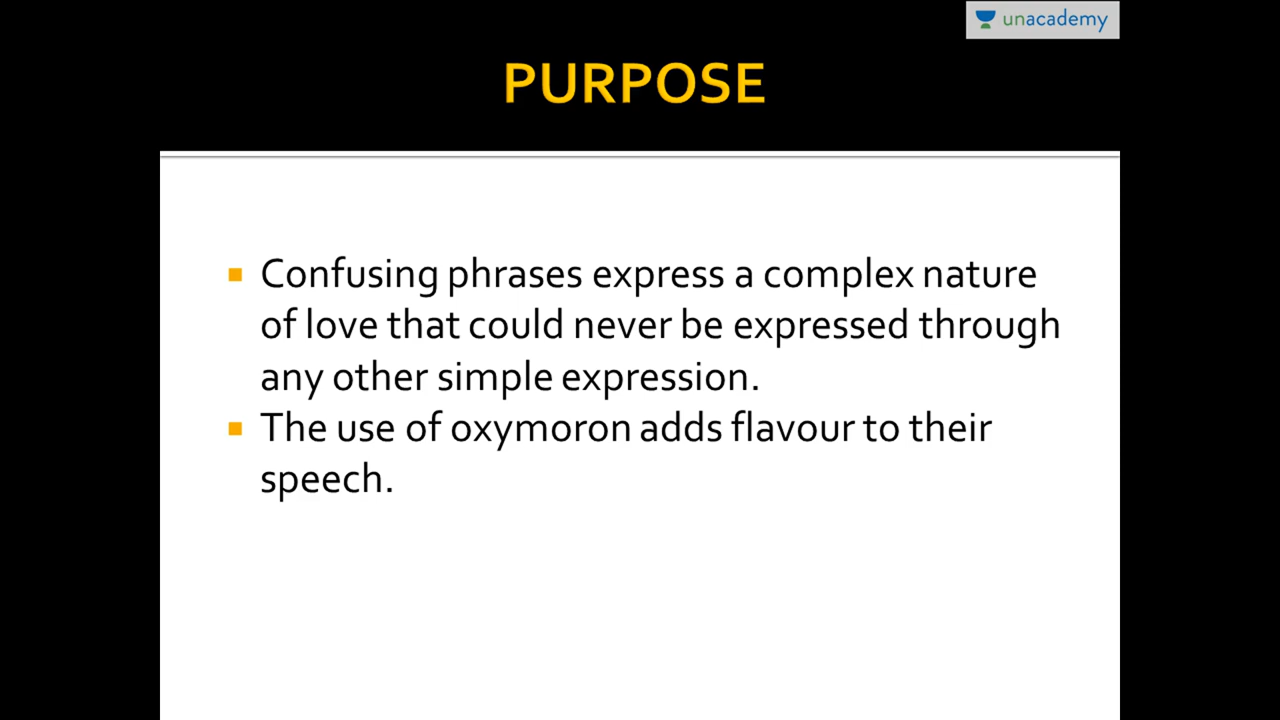 unacademy
PURPOSE
Confusing phrases express a complex nature
of love that could never be expressed through
any other simple expression.
The use of oxymoron adds flavour to their
speech.